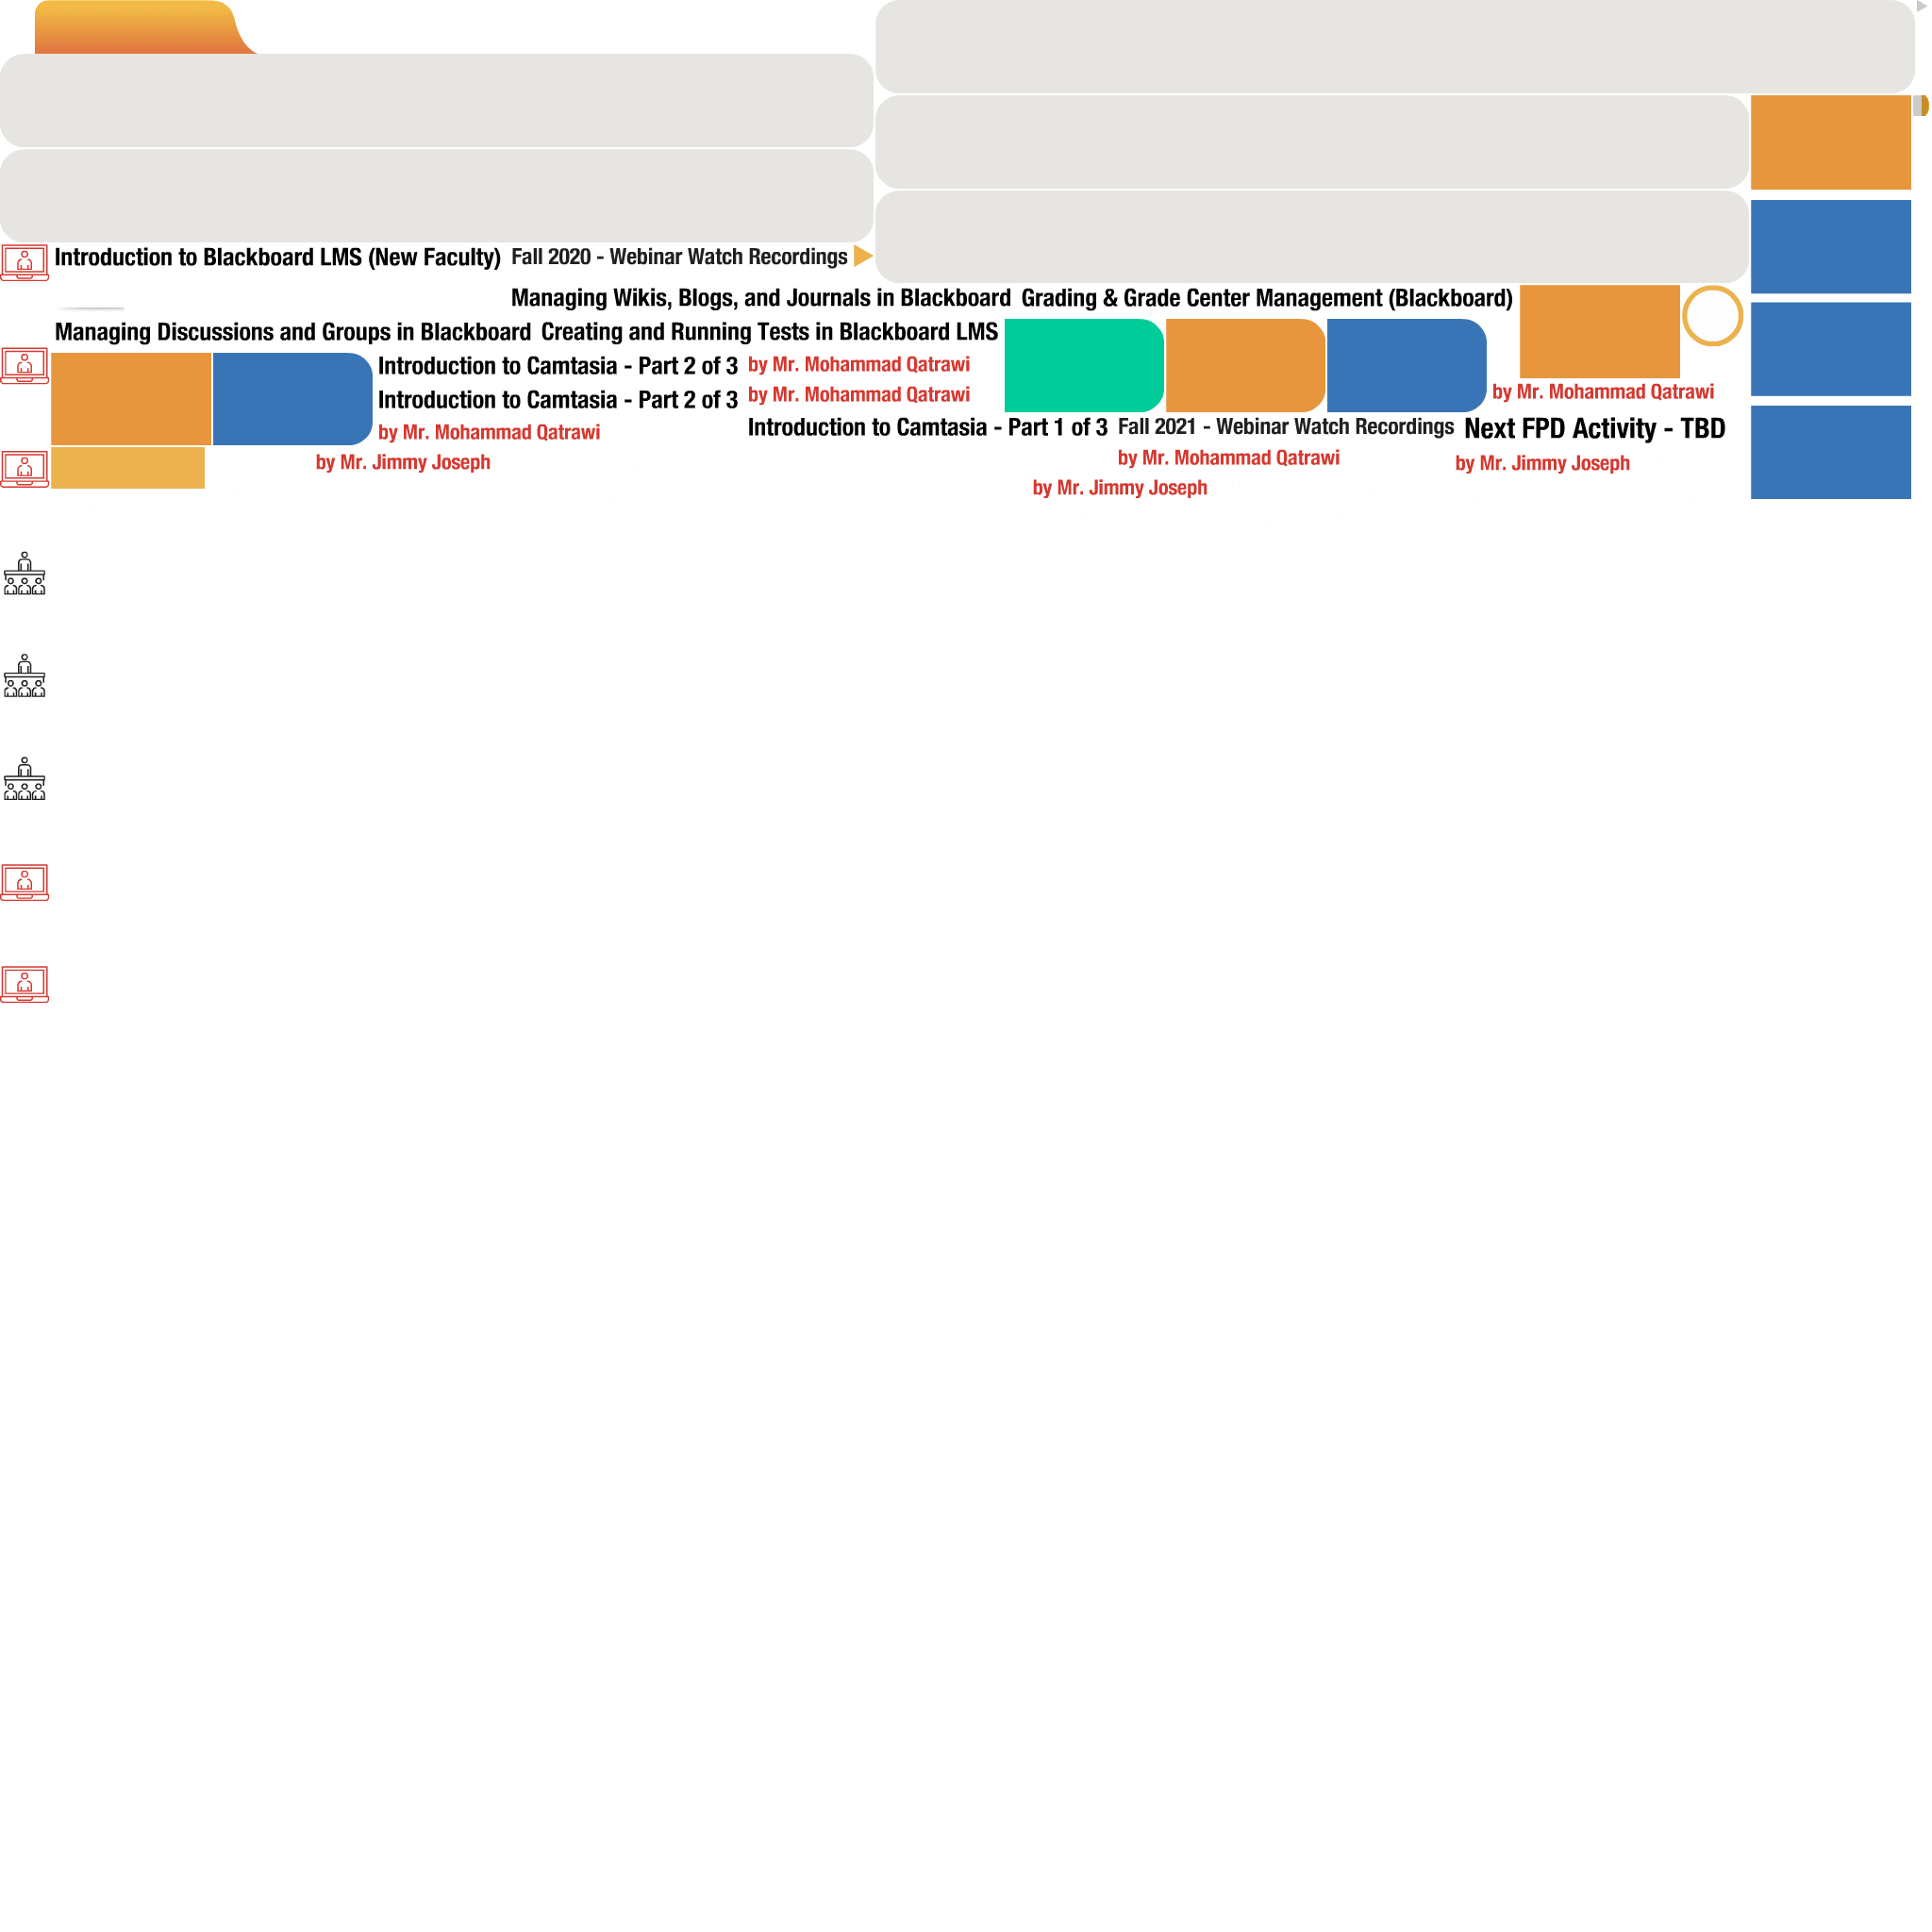 Introduction to Blackboard LMS (New Faculty)
Fall 2020 - Webinar Watch Recordings
Managing Wikis, Blogs, and Journals in Blackboard
Grading & Grade Center Management (Blackboard)
Managing Discussions and Groups in Blackboard
Creating and Running Tests in Blackboard LMS
Introduction to Camtasia - Part 2 of 3
by Mr. Mohammad Qatrawi
Introduction to Camtasia - Part 2 of 3
by Mr. Mohammad Qatrawi
by Mr. Mohammad Qatrawi
by Mr. Mohammad Qatrawi
Introduction to Camtasia - Part 1 of 3
Fall 2021 - Webinar Watch Recordings
Next FPD Activity - TBD
by Mr. Jimmy Joseph
by Mr. Mohammad Qatrawi
by Mr. Jimmy Joseph
by Mr. Jimmy Joseph